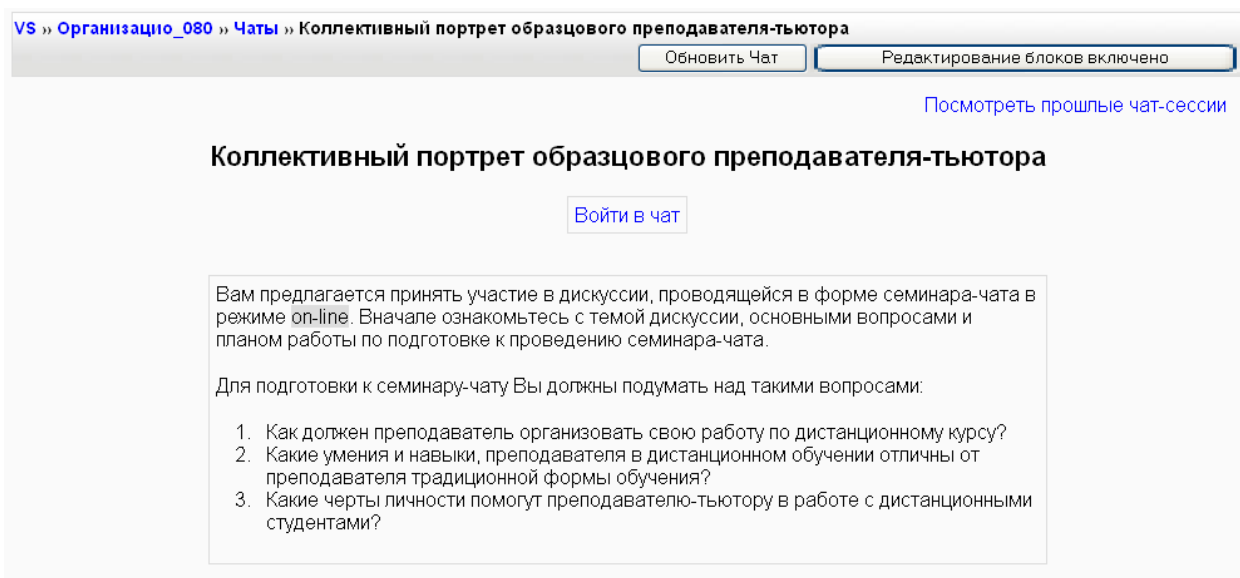 VS » Организацио_080 » Чаты » Коллективный портрет образцового преподавателя-тьютора
Обновить Чат Редактирование блоков включено
Посмотреть прошлые чат-сессии
Коллективный портрет образцового преподавателя-тьютора
Войти в чат
Вам предлагается принять участие в дискуссии, проводящейся в форме семинара-чата в
режиме on-line. Вначале ознакомьтесь с темой дискуссии, основными вопросами и
планом работы по подготовке к проведению семинара-чата.
Для подготовки к семинару-чату Вы должны подумать над такими вопросами:
1. Как должен преподаватель организовать свою работу по дистанционному курсу?
2. Какие умения и навыки, преподавателя в дистанционном обучении отличны от
преподавателя традиционной формы обучения?
3. Какие черты личности помогут преподавателю-тьютору в работе с дистанционными
студентами?